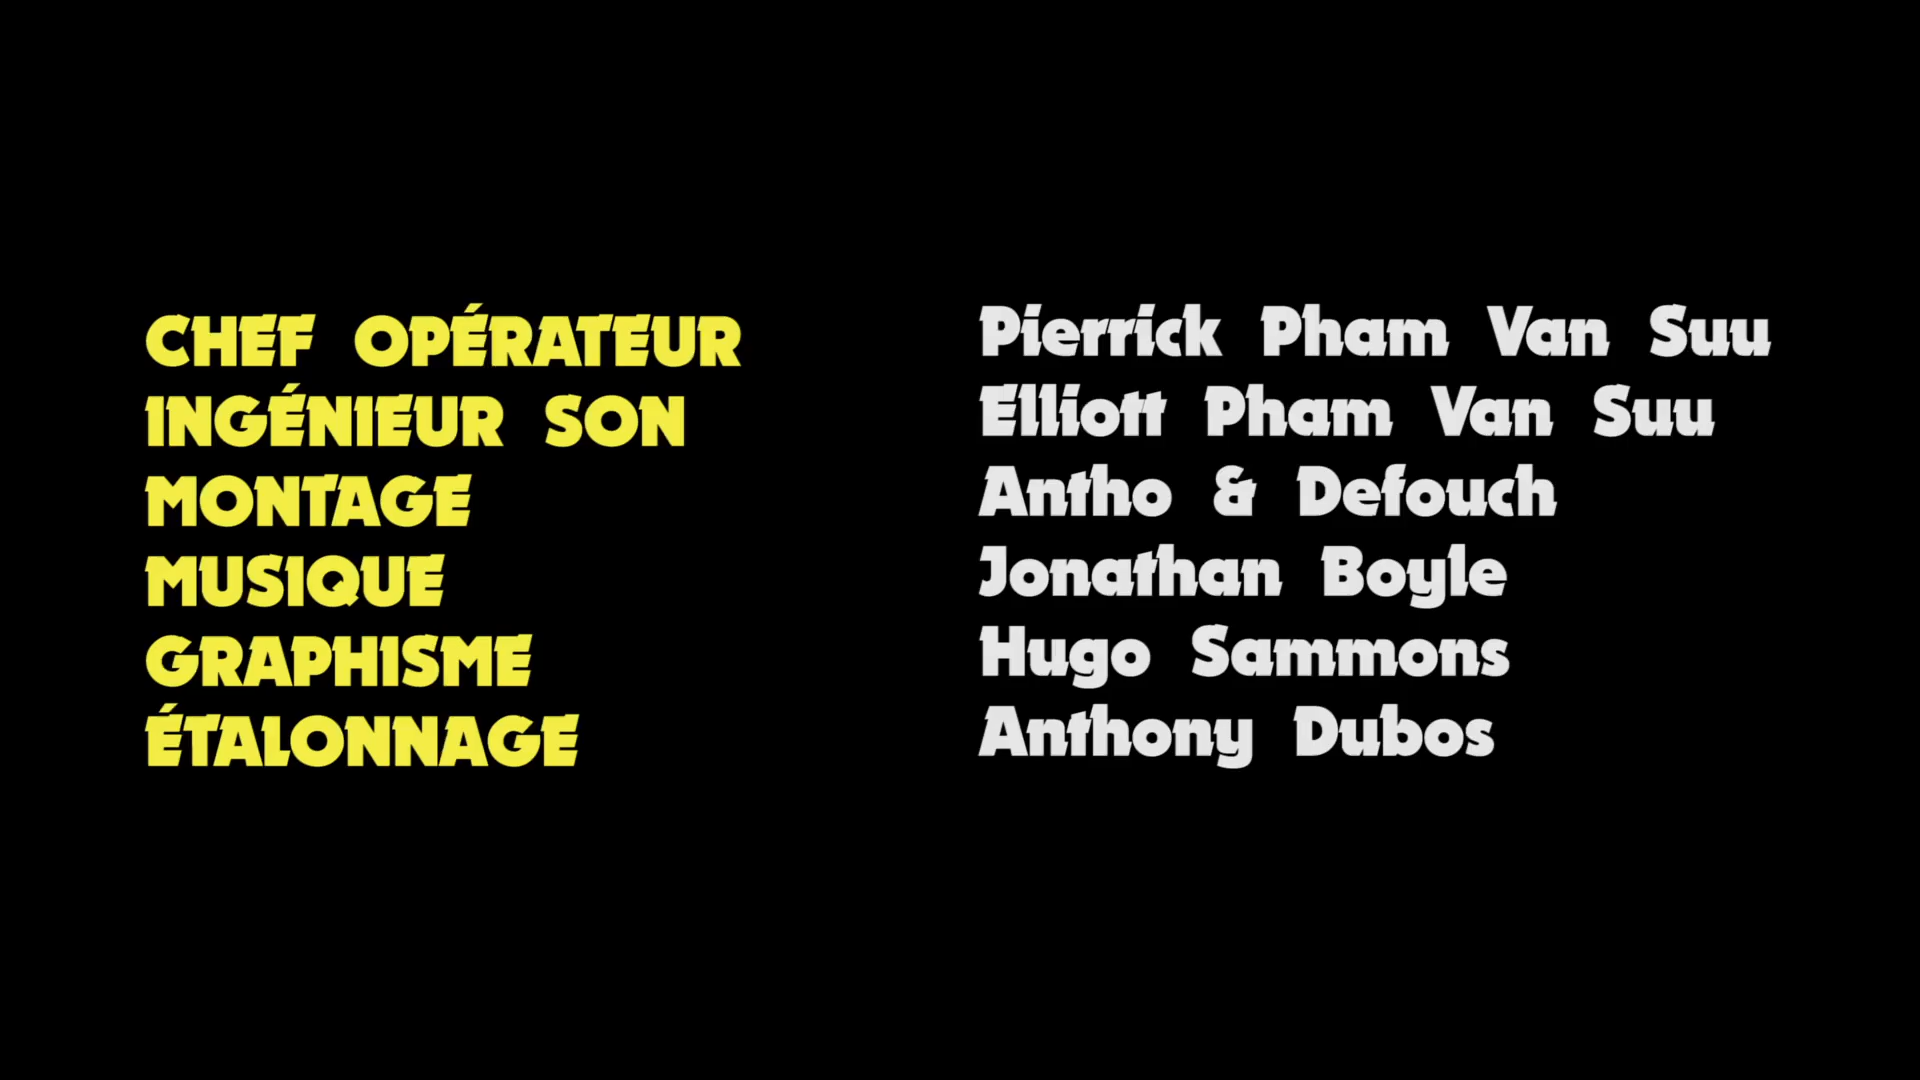 CHEF OPÉRATEUR Pierrick Pham Van Suu
INGÉNIEUR SON Elliott Pham Van Suu
MONTAGE Antho & Defouch
MUSIQUE Jonathan Boyle
GRAPHISME Hugo Sammons
ÉTALONNAGE Anthony Dubos